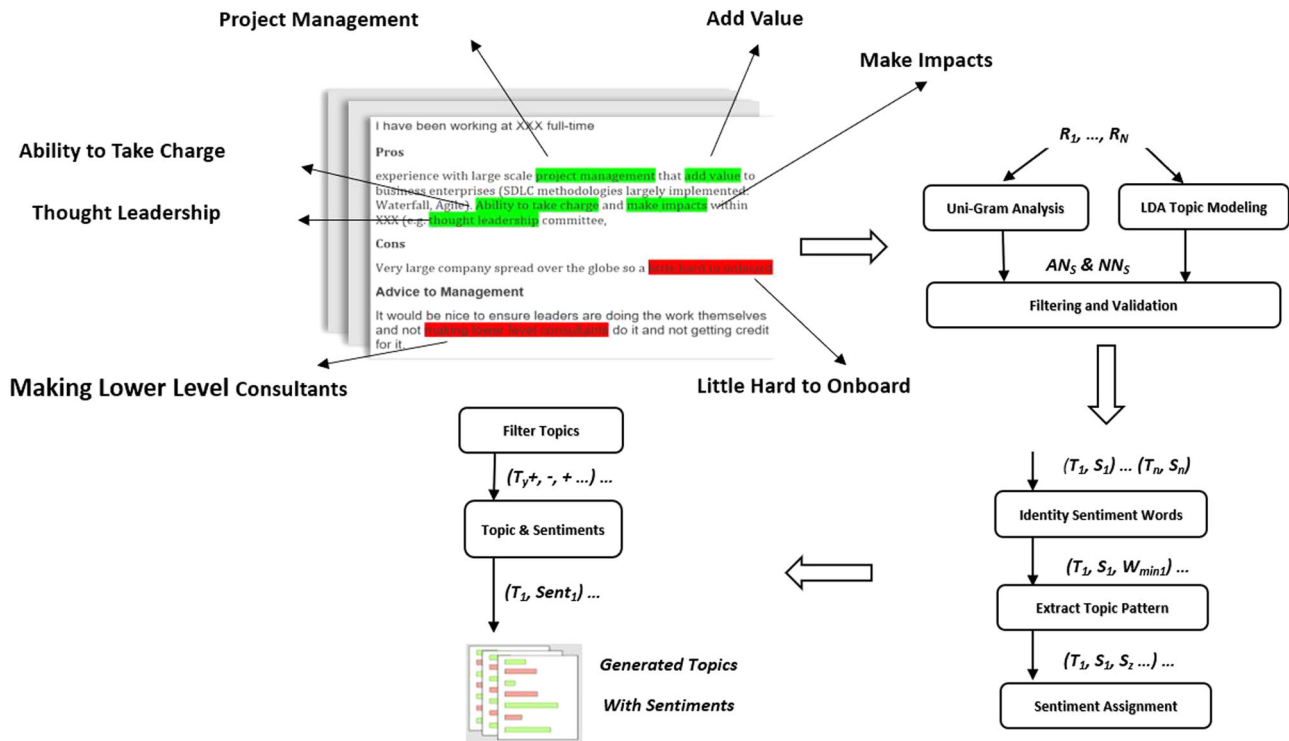 Project Management
Add Value
Make Impacts
Ability to Take Charge
Thought Leadership
I have been working at XXX full-time
Pros
experience with large scale project management that add value to
business enterprises (SDLC methodologies largely implemented:
Waterfall, Agile). Ability to take charge and make impacts within
XXX (e.g. thought leadership committee,
Cons
Very large company spread over the globe so a little hard to onboard
Advice to Management
It would be nice to ensure leaders are doing the work themselves
and not making lower level consultants do it and not getting credit
for it.
Making Lower Level Consultants
Little Hard to Onboard
R1, ..., RN
Uni-Gram Analysis
LDA Topic Modeling
ANS & NNS
Filtering and Validation
(T1, S1) ... (Tn, Sn)
Identity Sentiment Words
(T1, S1, Wmin1) ...
Extract Topic Pattern
(T1, S1, Sz ...) ...
Sentiment Assignment
Filter Topics
(Ty+, -, + ...) ...
Topic & Sentiments
(T1, Sent1) ...
Generated Topics
With Sentiments